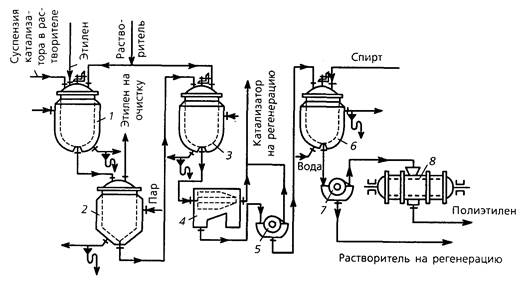 Суспензия
катализа-
тора в рас-
творителе
Этилен
Раство-
ритель
Этилен на
очистку
Катализатор
на регенерацию
Спирт
1
2
Пар
3
4
5
6
Вода
7
8
Полиэтилен
Растворитель на регенерацию